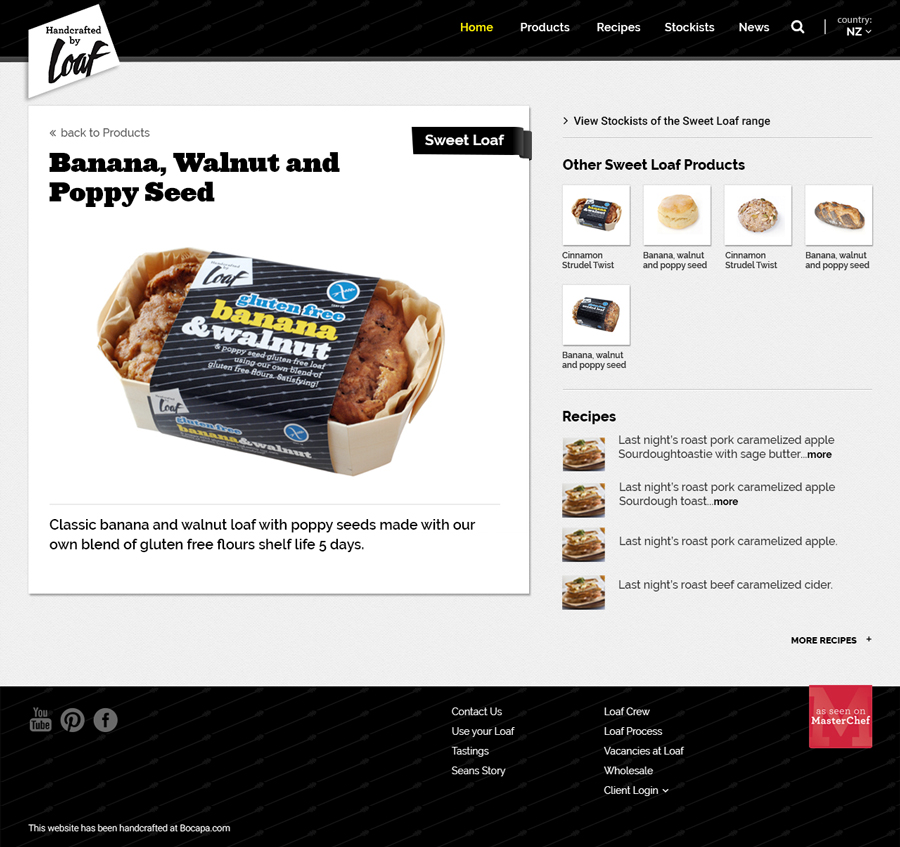 Handcrafted
by
Loaf
Home
Products
Recipes
Stockists
News
country:
NZ
« back to Products
Sweet Loaf
Banana, Walnut and
Poppy Seed
Handcrafted by
Loaf
gluten free
banana
&walnut
& poppy seed gluten free loaf
using our own blend of
gluten free flours. Satisfying!
Loaf
gluten free
banana&walnut
Classic banana and walnut loaf with poppy seeds made with our
own blend of gluten free flours shelf life 5 days.
> View Stockists of the Sweet Loaf range
Other Sweet Loaf Products
Cinnamon
Strudel Twist
Banana, walnut
and poppy seed
Cinnamon
Strudel Twist
Banana, walnut
and poppy seed
Banana, walnut
and poppy seed
Recipes
Last night's roast pork caramelized apple
Sourdoughtoastie with sage butter...more
Last night's roast pork caramelized apple
Sourdough toast...more
Last night's roast pork caramelized apple.
Last night's roast beef caramelized cider.
MORE RECIPES +
You
Tube
Contact Us
Use your Loaf
Tastings
Seans Story
Loaf Crew
Loaf Process
Vacancies at Loaf
Wholesale
Client Login
as seen on
MasterChef
This website has been handcrafted at Bocapa.com